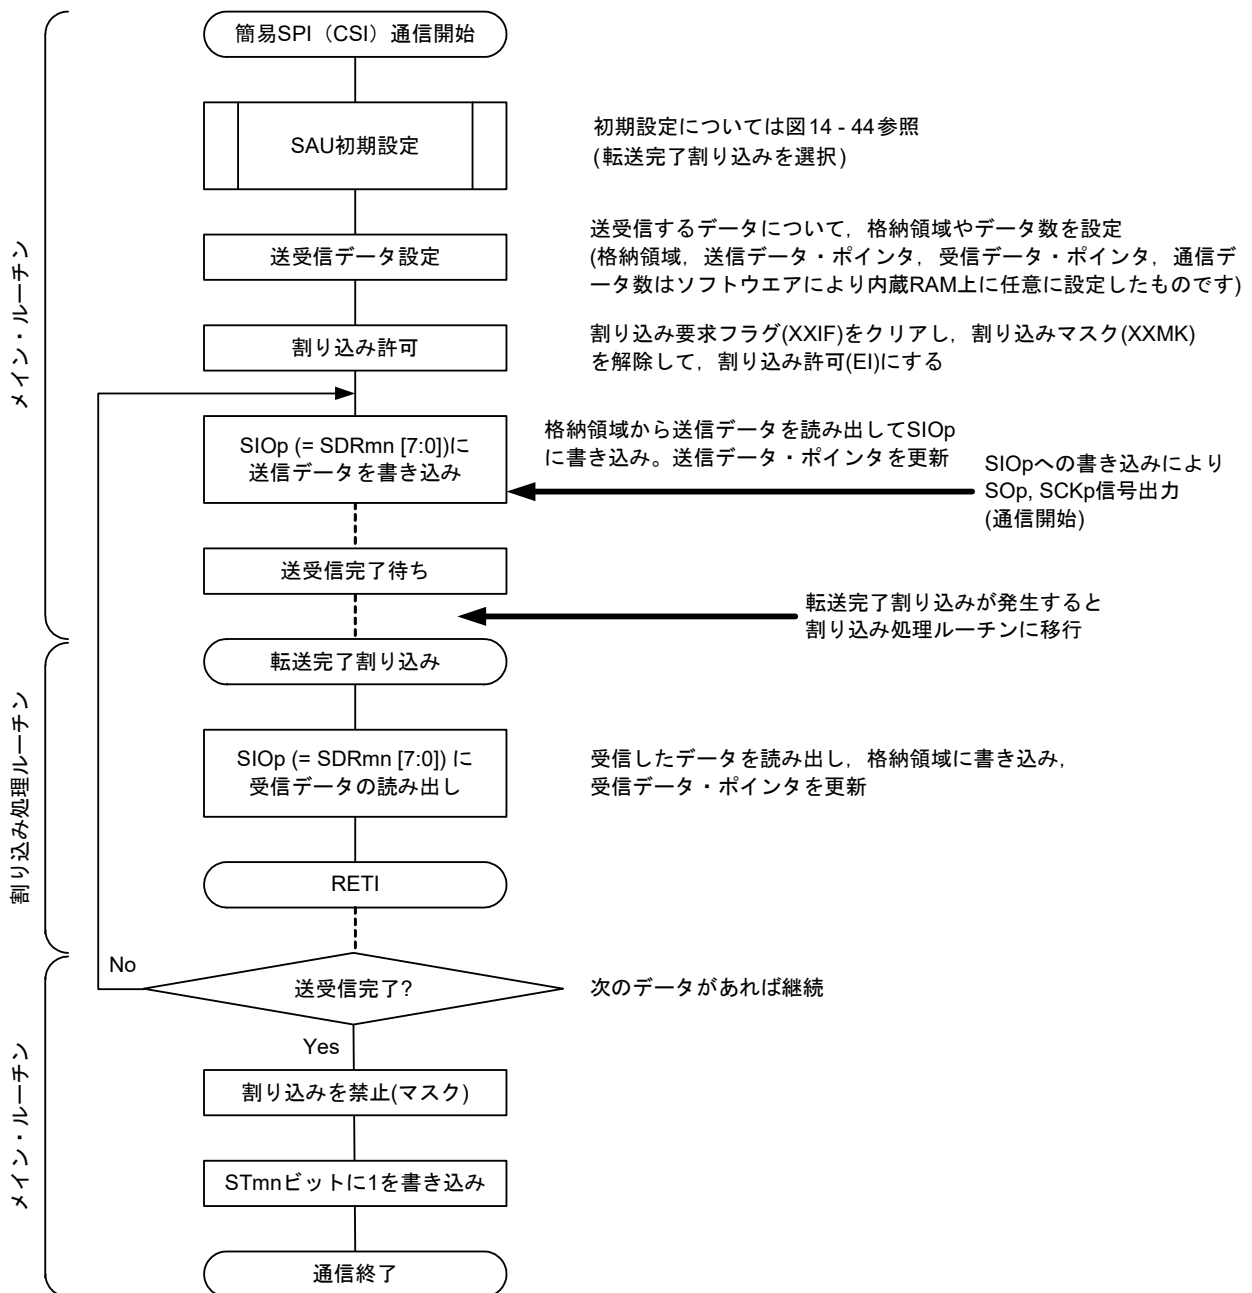 メイン・ルーチン
簡易SPI（CSI）通信開始
SAU初期設定
初期設定については図14 - 44参照
(転送完了割り込みを選択)
送受信データ設定
送受信するデータについて，格納領域やデータ数を設定
(格納領域，送信データ・ポインタ，受信データ・ポインタ，通信デ
ータ数はソフトウエアにより内蔵RAM上に任意に設定したものです)
割り込み許可
割り込み要求フラグ(XXIF)をクリアし，割り込みマスク(XXMK)
を解除して，割り込み許可(EI)にする
SIOp (= SDRmn [7:0])に
送信データを書き込み
格納領域から送信データを読み出してSIOp
に書き込み。送信データ・ポインタを更新
SIOpへの書き込みにより
SOp, SCKp信号出力
(通信開始)
送受信完了待ち
転送完了割り込みが発生すると
割り込み処理ルーチンに移行
割り込み処理ルーチン
転送完了割り込み
SIOp (= SDRmn [7:0]) に
受信データの読み出し
受信したデータを読み出し，格納領域に書き込み，
受信データ・ポインタを更新
RETI
メイン・ルーチン
No
送受信完了?
次のデータがあれば継続
Yes
割り込みを禁止(マスク)
STmnビットに1を書き込み
通信終了